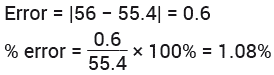 Error = |56 − 55.4| = 0.6
% error = 0.6/55.4 × 100% = 1.08%